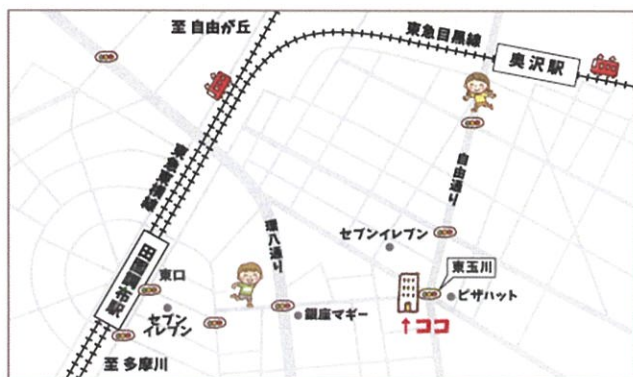 至 自由が丘
東急目黒線
奥沢駅
東急東横線
自由通り
環八通り
セブンイレブン
田園調布駅
東口
東玉川
ピザハット
セブン
イレブン
銀座マギー
↑ココ
至 多摩川